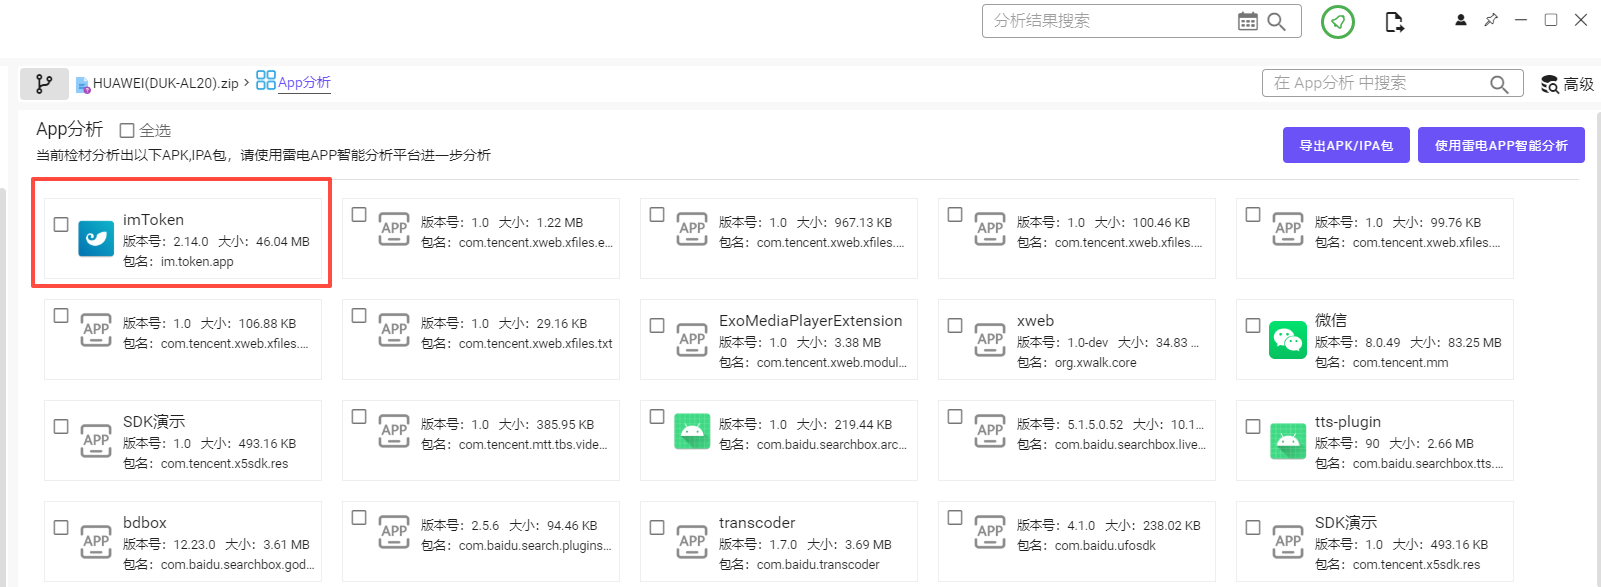 分析结果搜索
HUAWEI(DUK-AL20).zip > App分析
在 App分析 中搜索
高级
App分析 全选
当前检材分析出以下APK,IPA包，请使用雷电APP智能分析平台进一步分析
导出APK/IPA包
使用雷电APP智能分析
imToken
版本号：2.14.0 大小：46.04 MB
包名：im.token.app
APP
版本号：1.0 大小：1.22 MB
包名：com.tencent.xweb.xfiles.e...
APP
版本号：1.0 大小：967.13 KB
包名：com.tencent.xweb.xfiles....
APP
版本号：1.0 大小：100.46 KB
包名：com.tencent.xweb.xfiles....
APP
版本号：1.0 大小：99.76 KB
包名：com.tencent.xweb.xfiles....
APP
版本号：1.0 大小：106.88 KB
包名：com.tencent.xweb.xfiles....
APP
版本号：1.0 大小：29.16 KB
包名：com.tencent.xweb.xfiles.txt
APP
ExoMediaPlayerExtension
版本号：1.0 大小：3.38 MB
包名：com.tencent.xweb.modul...
APP
xweb
版本号：1.0-dev 大小：34.83 ...
包名：org.xwalk.core
微信
版本号：8.0.49 大小：83.25 MB
包名：com.tencent.mm
APP
SDK演示
版本号：1.0 大小：493.16 KB
包名：com.tencent.x5sdk.res
APP
版本号：1.0 大小：385.95 KB
包名：com.tencent.mtt.tbs.vide...
版本号：1.0 大小：219.44 KB
包名：com.baidu.searchbox.arc...
APP
版本号：5.1.5.0.52 大小：10.1...
包名：com.baidu.searchbox.live...
tts-plugin
版本号：90 大小：2.66 MB
包名：com.baidu.searchbox.tts....
APP
bdbox
版本号：12.23.0 大小：3.61 MB
包名：com.baidu.searchbox.god...
APP
版本号：2.5.6 大小：94.46 KB
包名：com.baidu.search.plugins...
APP
transcoder
版本号：1.7.0 大小：3.69 MB
包名：com.baidu.transcoder
APP
版本号：4.1.0 大小：238.02 KB
包名：com.baidu.ufosdk
APP
SDK演示
版本号：1.0 大小：493.16 KB
包名：com.tencent.x5sdk.res